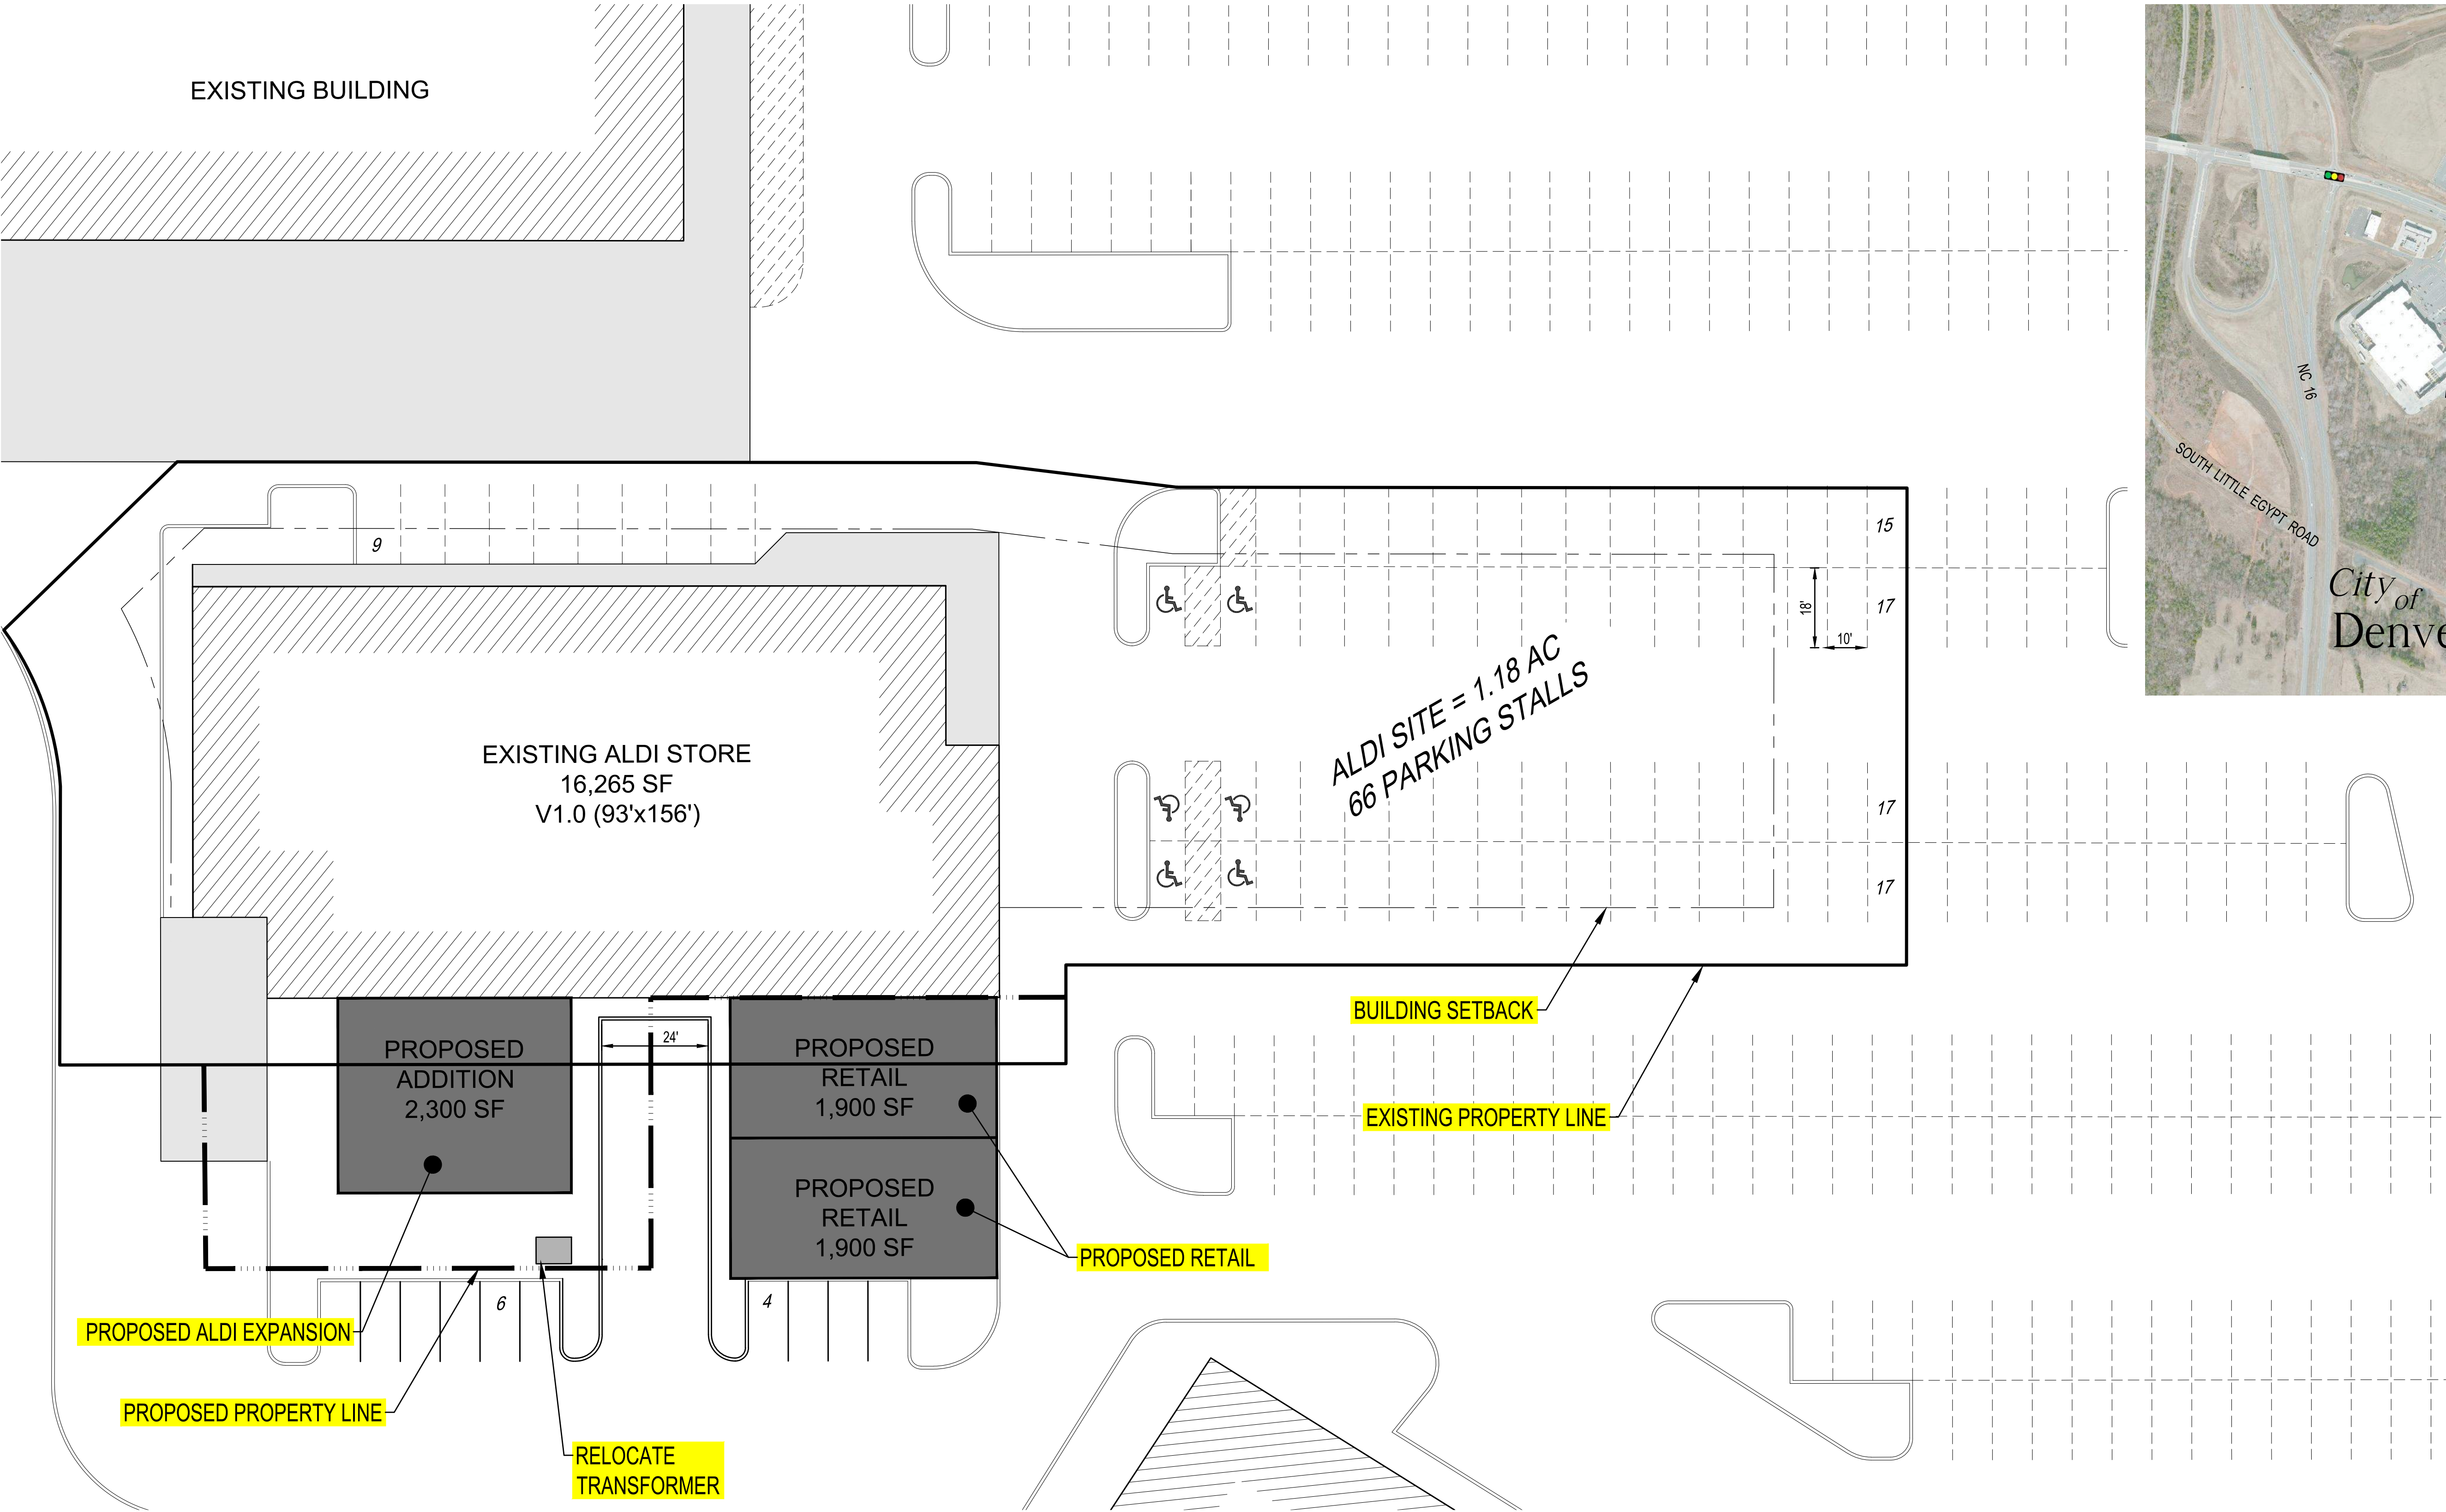 EXISTING BUILDING
NC 16
SOUTH LITTLE EGYPT ROAD
City of
Denve
9
15
17
18'
10'
ALDI SITE = 1.18 AC
66 PARKING STALLS
EXISTING ALDI STORE
16,265 SF
V1.0 (93'x156')
17
17
BUILDING SETBACK
EXISTING PROPERTY LINE
24'
PROPOSED
ADDITION
2,300 SF
PROPOSED
RETAIL
1,900 SF
PROPOSED
RETAIL
1,900 SF
PROPOSED RETAIL
6
4
PROPOSED ALDI EXPANSION
PROPOSED PROPERTY LINE
RELOCATE
TRANSFORMER